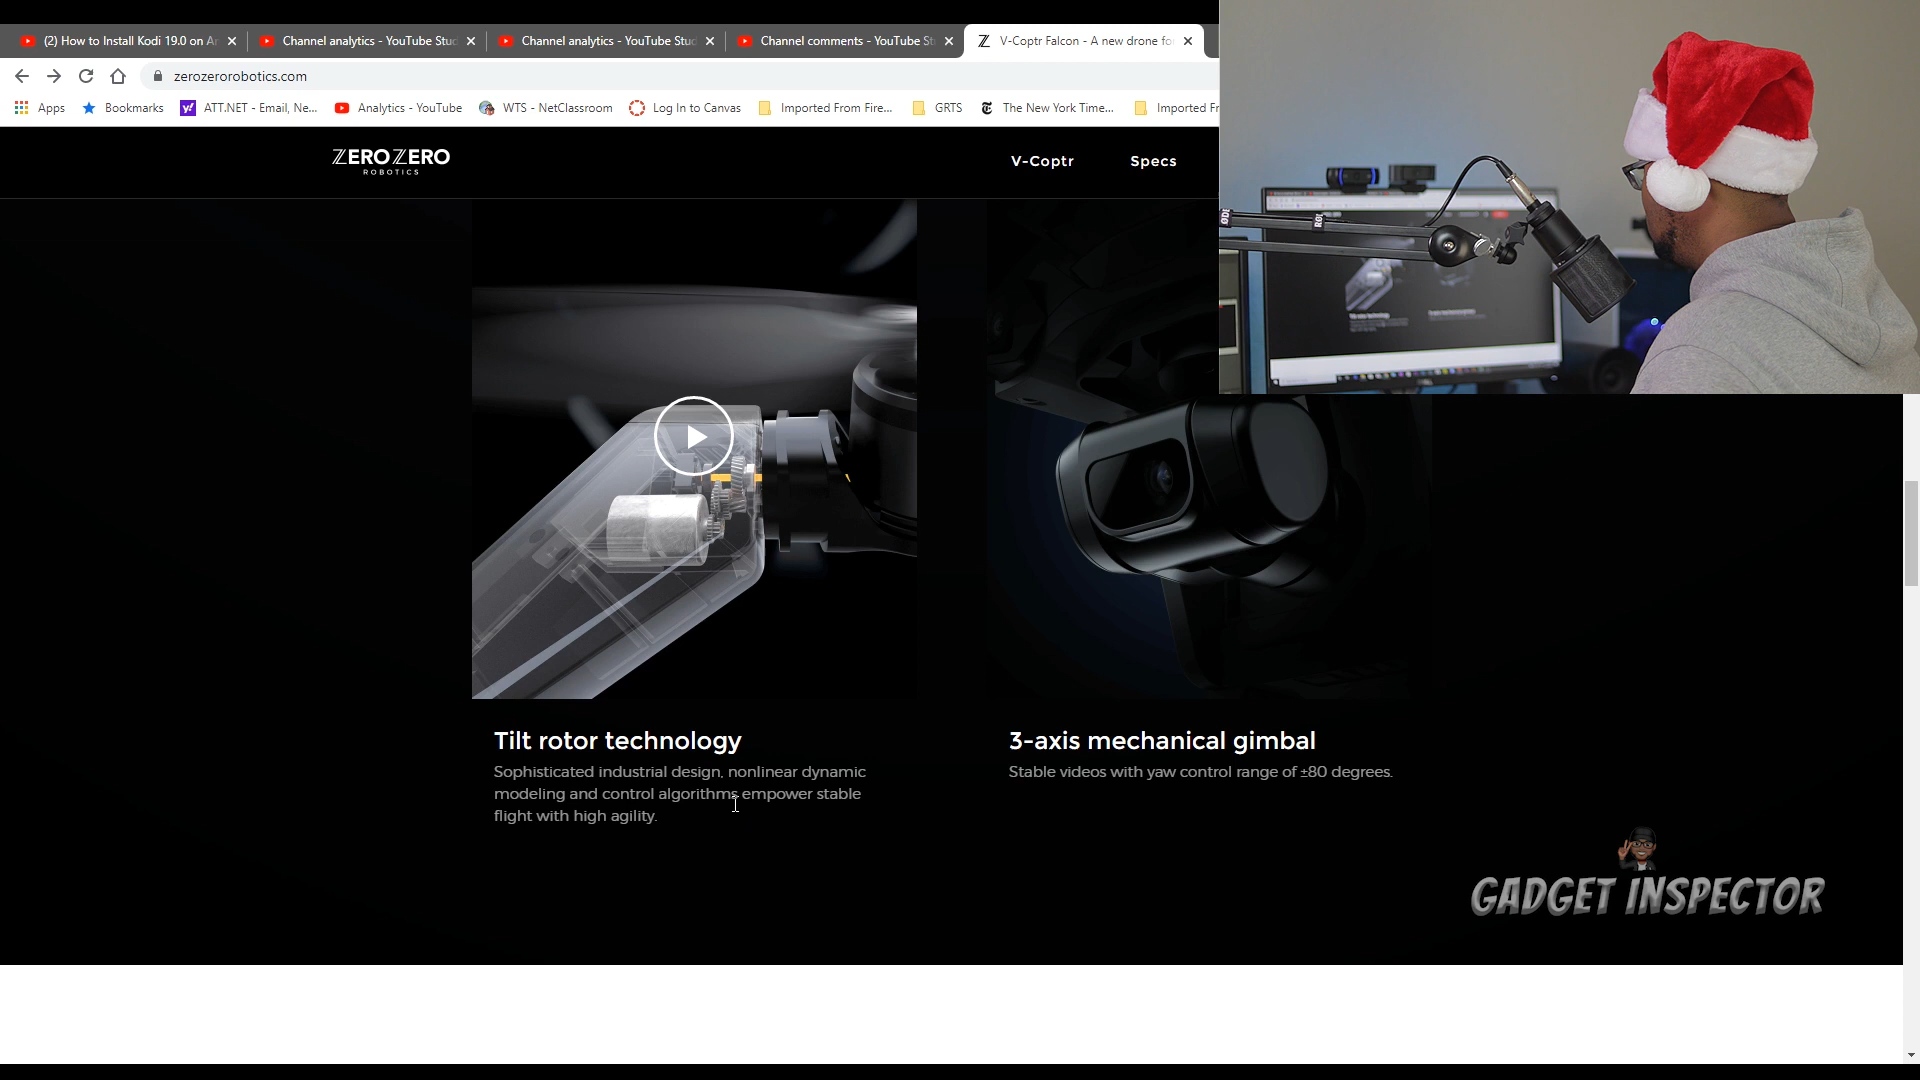 (2) How to Install Kodi 19.0 on A
Channel analytics - YouTube Stud
Channel analytics - YouTube Stud
Channel comments - YouTube St
V-Coptr Falcon - A new drone fo
zerozerorobotics.com
Apps
Bookmarks
ATT.NET - Email, Ne...
Analytics - YouTube
WTS - NetClassroom
Log In to Canvas
Imported From Fire...
GRTS
The New York Time...
Imported Fr
ZERO ZERO
ROBOTICS
V-Coptr
Specs
Tilt rotor technology
Sophisticated industrial design, nonlinear dynamic
modeling and control algorithms empower stable
flight with high agility.
3-axis mechanical gimbal
Stable videos with yaw control range of ±80 degrees.
GADGET INSPECTOR